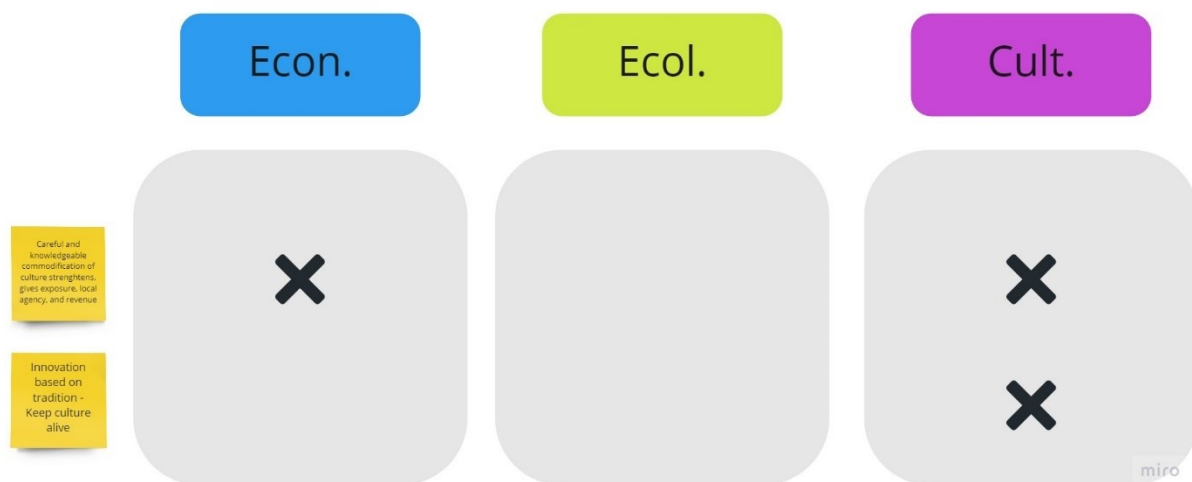 Econ.
Ecol.
Cult.
Careful and
knowledgeable
commodification of
culture strenghtens,
gives exposure, local
agency, and revenue
Innovation
based on
tradition -
Keep culture
alive
miro